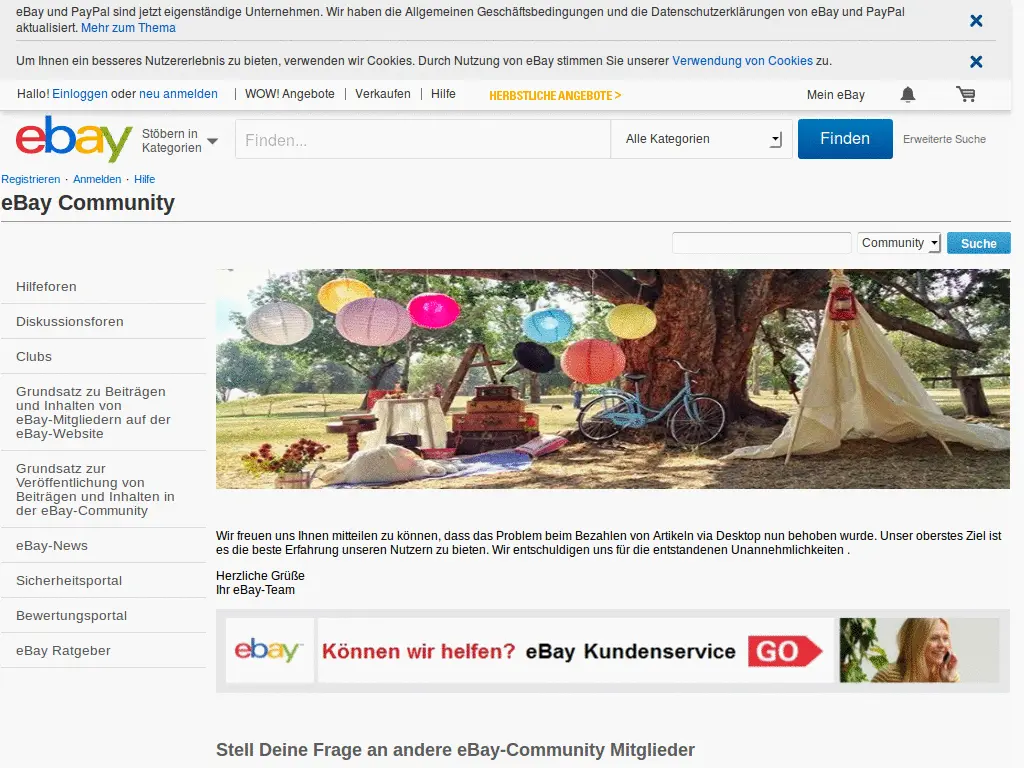 eBay und PayPal sind jetzt eigenständige Unternehmen. Wir haben die Allgemeinen Geschäftsbedingungen und die Datenschutzerklärungen von eBay und PayPal
aktualisiert. Mehr zum Thema
Um Ihnen ein besseres Nutzererlebnis zu bieten, verwenden wir Cookies. Durch Nutzung von eBay stimmen Sie unserer Verwendung von Cookies zu.
Hallo! Einloggen oder neu anmelden | WOW! Angebote | Verkaufen | Hilfe HERBSTLICHE ANGEBOTE > Mein eBay
ebay Stöbern in
Kategorien
Finden... Alle Kategorien Finden Erweiterte Suche
Registrieren · Anmelden · Hilfe
eBay Community
Community Suche
Hilfeforen
Diskussionsforen
Clubs
Grundsatz zu Beiträgen
und Inhalten von
eBay-Mitgliedern auf der
eBay-Website
Grundsatz zur
Veröffentlichung von
Beiträgen und Inhalten in
der eBay-Community
eBay-News
Sicherheitsportal
Bewertungsportal
eBay Ratgeber
Wir freuen uns Ihnen mitteilen zu können, dass das Problem beim Bezahlen von Artikeln via Desktop nun behoben wurde. Unser oberstes Ziel ist
es die beste Erfahrung unseren Nutzern zu bieten. Wir entschuldigen uns für die entstandenen Unannehmlichkeiten .
Herzliche Grüße
Ihr eBay-Team
ebay Können wir helfen? eBay Kundenservice GO
Stell Deine Frage an andere eBay-Community Mitglieder